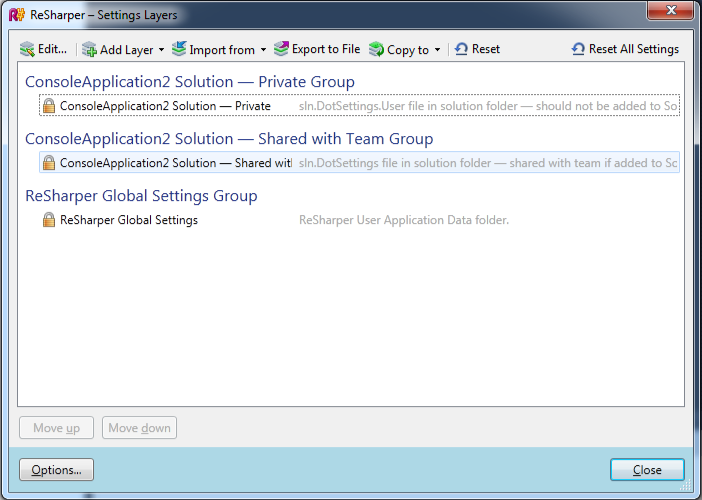 ReSharper – Settings Layers
Edit... Add Layer Import from Export to File Copy to Reset Reset All Settings
ConsoleApplication2 Solution — Private Group
ConsoleApplication2 Solution — Private sln.DotSettings.User file in solution folder — should not be added to So
ConsoleApplication2 Solution — Shared with Team Group
ConsoleApplication2 Solution — Shared with sln.DotSettings file in solution folder — shared with team if added to Sc
ReSharper Global Settings Group
ReSharper Global Settings ReSharper User Application Data folder.
Move up Move down
Options... Close